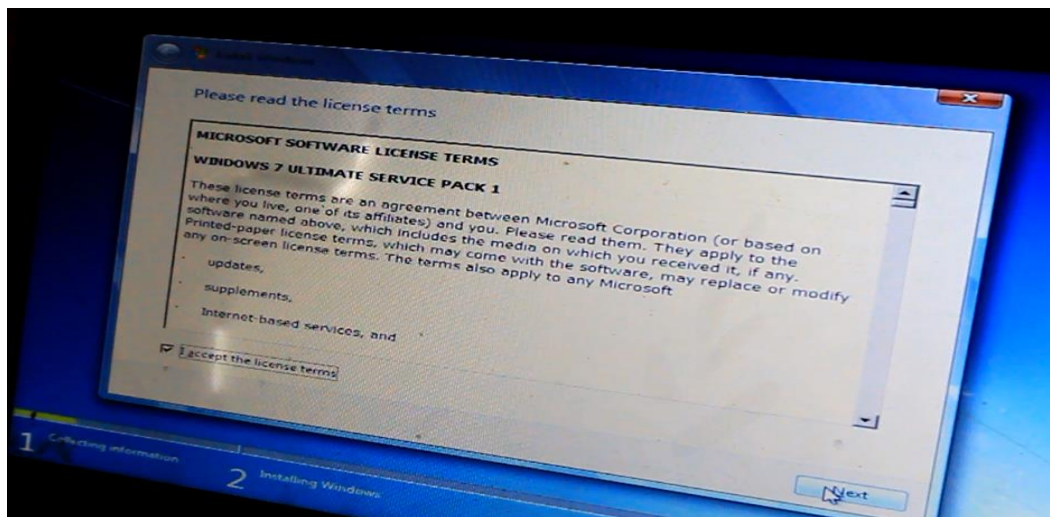 Install Windows
Please read the license terms
MICROSOFT SOFTWARE LICENSE TERMS
WINDOWS 7 ULTIMATE SERVICE PACK 1
These license terms are an agreement between Microsoft Corporation (or based on
where you live, one of its affiliates) and you. Please read them. They apply to the
software named above, which includes the media on which you received it, if any.
Printed-paper license terms, which may come with the software, may replace or modify
any on-screen license terms. The terms also apply to any Microsoft
· updates,
· supplements,
· Internet-based services, and
I accept the license terms
Next
1 Collecting information
2 Installing Windows